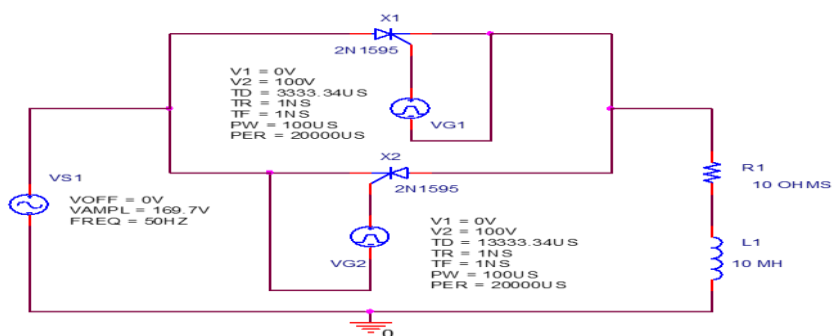 X1
2N1595
V1 = 0V
V2 = 100V
TD = 3333.34US
TR = 1NS
TF = 1NS
PW = 100US
PER = 20000US
VG1
X2
2N1595
VS1
VOFF = 0V
VAMPL = 169.7V
FREQ = 50HZ
VG2
V1 = 0V
V2 = 100V
TD = 13333.34US
TR = 1NS
TF = 1NS
PW = 100US
PER = 20000US
R1
10 OHMS
L1
10 MH
0